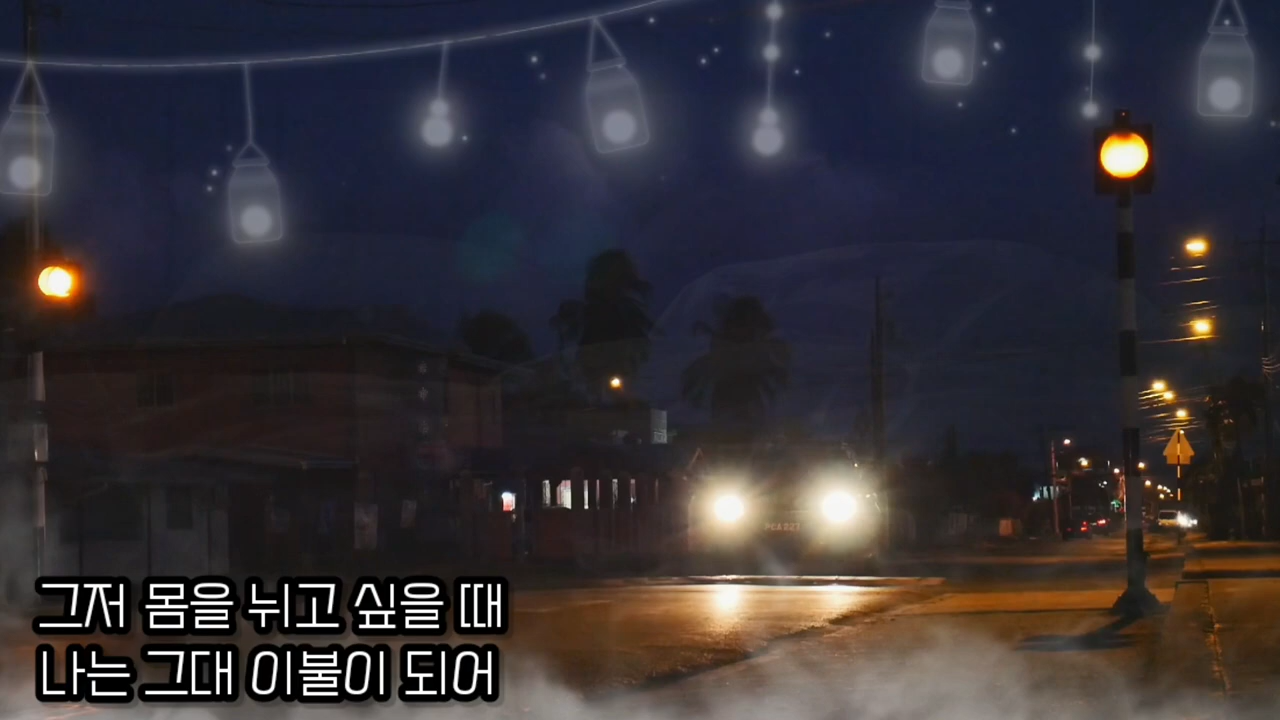 그저 몸을 뉘고 싶을 때
나는 그대 이불이 되어